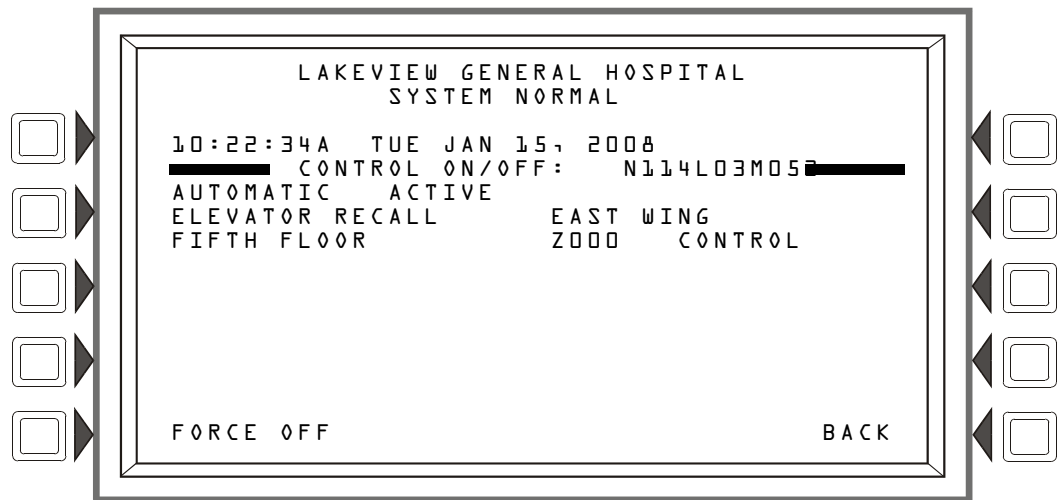 LAKEVIEW GENERAL HOSPITAL
SYSTEM NORMAL
10:22:34A TUE JAN 15, 2008
CONTROL ON/OFF:
AUTOMATIC ACTIVE
ELEVATOR RECALL EAST WING
FIFTH FLOOR Z000 CONTROL
FORCE OFF BACK